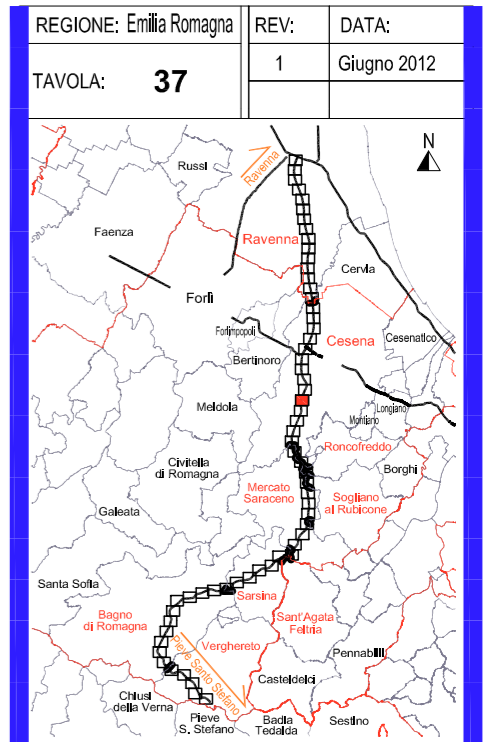 REGIONE: Emilia Romagna
REV:
DATA:
TAVOLA: 37
1
Giugno 2012
N
Russi
Ravenna
Faenza
Ravenna
Cervia
Forlì
Forlimpopoli
Cesena
Cesenatico
Bertinoro
Meldola
Longiano
Montiano
Roncofreddo
Civitella
di Romagna
Borghi
Mercato
Saraceno
Sogliano
al Rubicone
Galeata
Santa Sofia
Sarsina
Bagno
di Romagna
Sant'Agata
Feltria
Verghereto
Pieve Santo Stefano
Pennabilli
Casteldelci
Chiusi
della Verna
Pieve
S. Stefano
Badia
Tedalda
Sestino